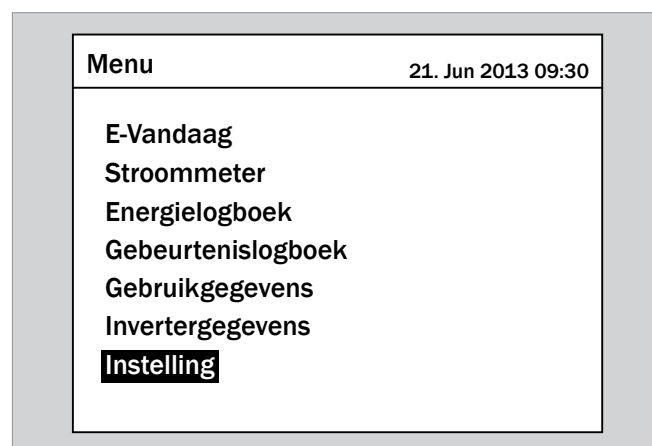 Menu
21. Jun 2013 09:30
E-Vandaag
Stroommeter
Energielogboek
Gebeurtenislogboek
Gebruikgegevens
Invertergegevens
Instelling